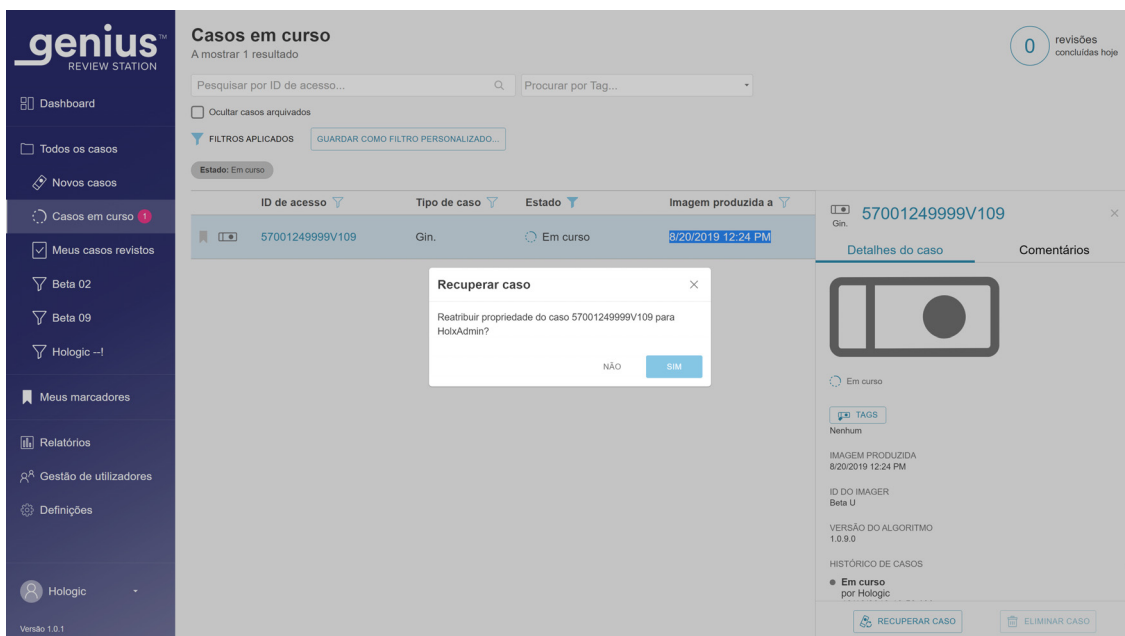 genius™
REVIEW STATION
Dashboard
Todos os casos
Novos casos
Casos em curso 1
Meus casos revistos
Beta 02
Beta 09
Hologic --!
Meus marcadores
Relatórios
Gestão de utilizadores
Definições
Hologic
Versão 1.0.1
Casos em curso
A mostrar 1 resultado
0 revisões
concluídas hoje
Pesquisar por ID de acesso...
Procurar por Tag...
Ocultar casos arquivados
FILTROS APLICADOS
GUARDAR COMO FILTRO PERSONALIZADO...
Estado: Em curso
ID de acesso Tipo de caso Estado Imagem produzida a
57001249999V109 Gin. Em curso 8/20/2019 12:24 PM
Recuperar caso
Reatribuir propriedade do caso 57001249999V109 para
HolxAdmin?
NÃO SIM
Gin.
57001249999V109
Detalhes do caso Comentários
Em curso
TAGS
Nenhum
IMAGEM PRODUZIDA
8/20/2019 12:24 PM
ID DO IMAGER
Beta U
VERSÃO DO ALGORITMO
1.0.9.0
HISTÓRICO DE CASOS
Em curso
por Hologic
RECUPERAR CASO ELIMINAR CASO